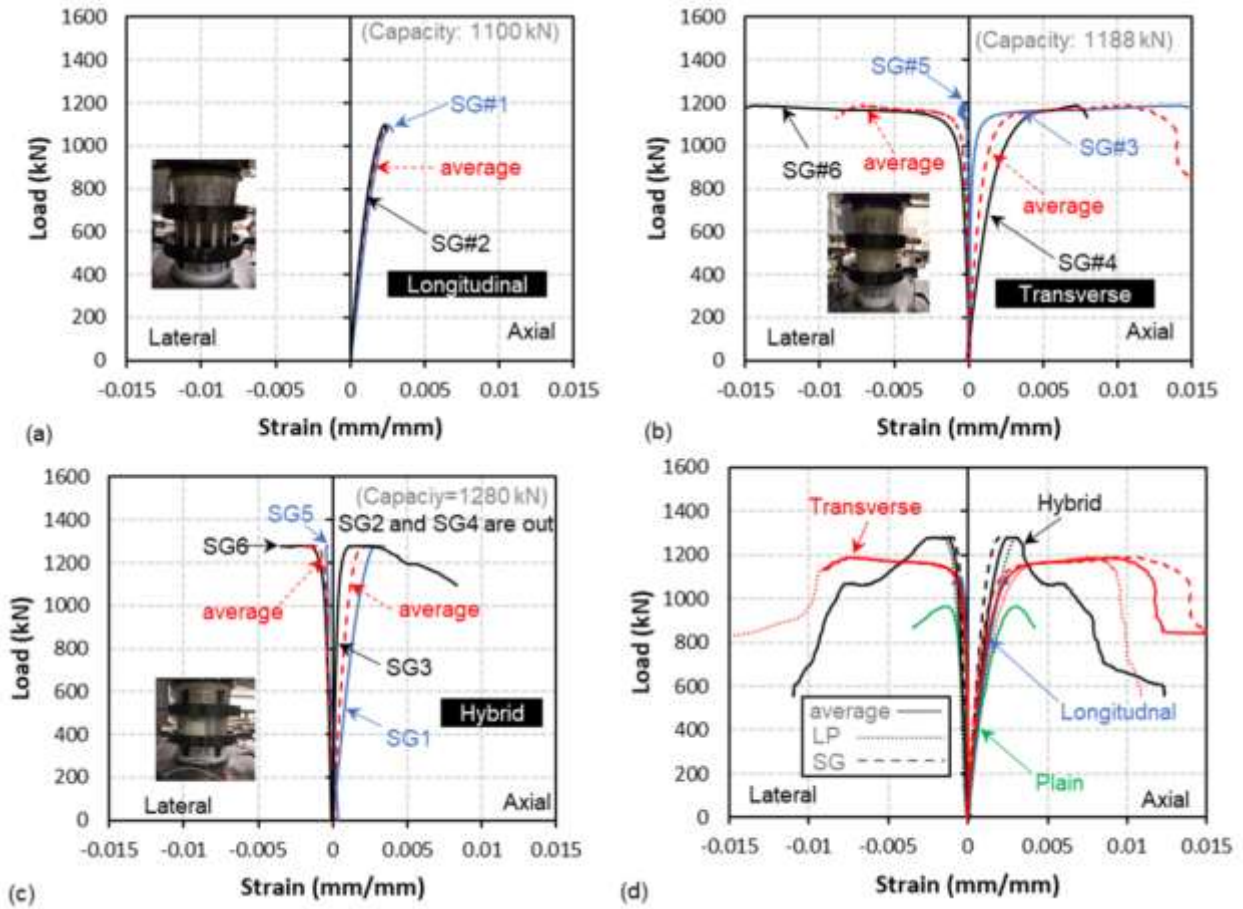 (Capacity: 1100 kN)
1600
1400
1200
1000
800
600
400
200
0
Load (kN)
SG#1
average
SG#2
Longitudinal
Lateral
Axial
-0.015 -0.01 -0.005 0 0.005 0.01 0.015
Strain (mm/mm)
(a)
(Capacity: 1188 kN)
1600
1400
1200
1000
800
600
400
200
0
Load (kN)
SG#5
SG#6
average
SG#3
average
SG#4
Transverse
Lateral
Axial
-0.015 -0.01 -0.005 0 0.005 0.01 0.015
Strain (mm/mm)
(b)
(Capaciy=1280 kN)
1600
1400
1200
1000
800
600
400
200
0
Load (kN)
SG5
SG2 and SG4 are out
SG6
average
average
SG3
SG1
Hybrid
Lateral
Axial
-0.015 -0.01 -0.005 0 0.005 0.01 0.015
Strain (mm/mm)
(c)
1600
1400
1200
1000
800
600
400
200
0
Load (kN)
Transverse
Hybrid
Longitudnal
Plain
average
LP
SG
Lateral
Axial
-0.015 -0.01 -0.005 0 0.005 0.01 0.015
Strain (mm/mm)
(d)